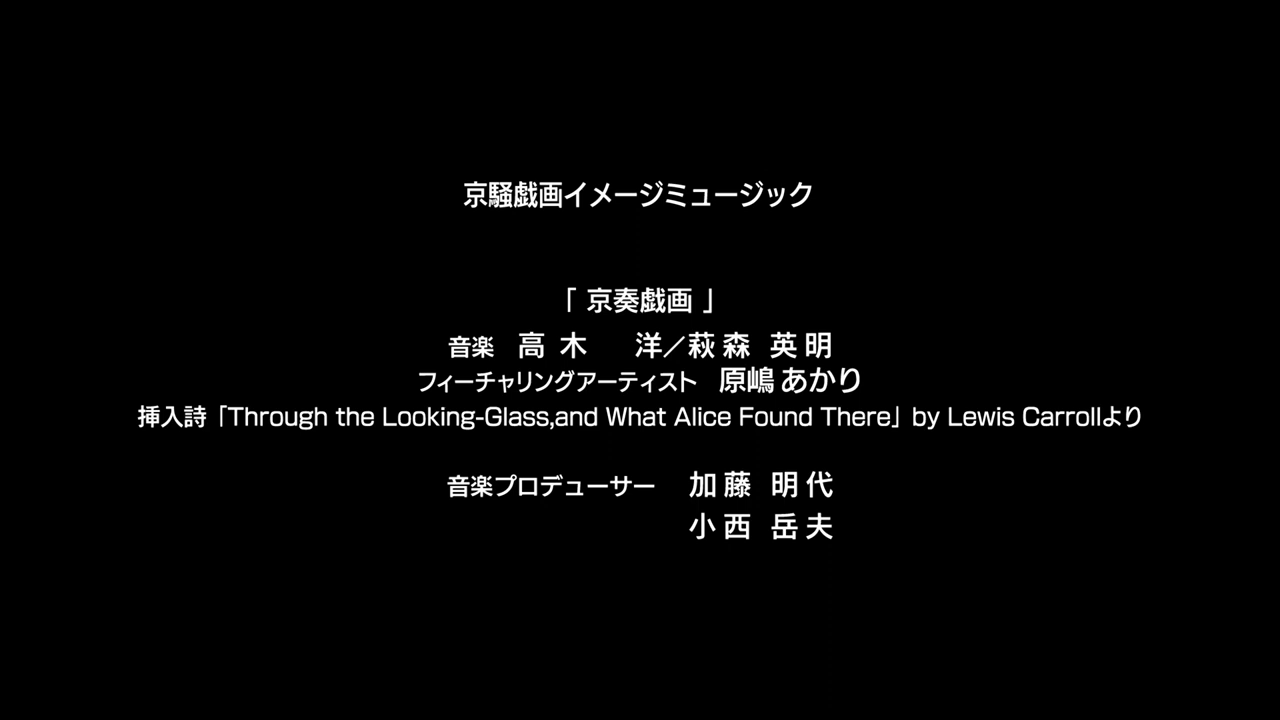 京騒戯画イメージミュージック
「 京奏戯画 」
音楽 高木 洋／萩森 英明
フィーチャリングアーティスト 原嶋 あかり
挿入詩「Through the Looking-Glass,and What Alice Found There」by Lewis Carrollより
音楽プロデューサー 加藤 明代
小西 岳夫